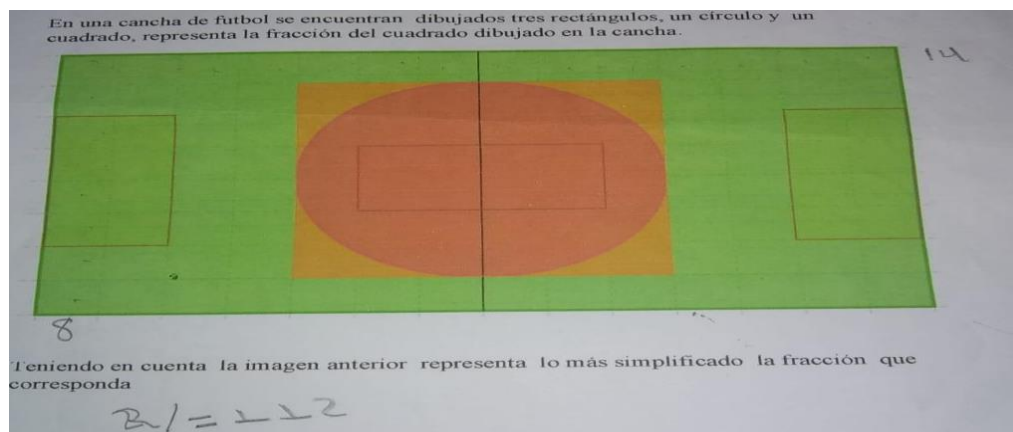 En una cancha de futbol se encuentran dibujados tres rectángulos, un círculo y un
cuadrado, representa la fracción del cuadrado dibujado en la cancha.
14
8
Teniendo en cuenta la imagen anterior representa lo más simplificado la fracción que
corresponda